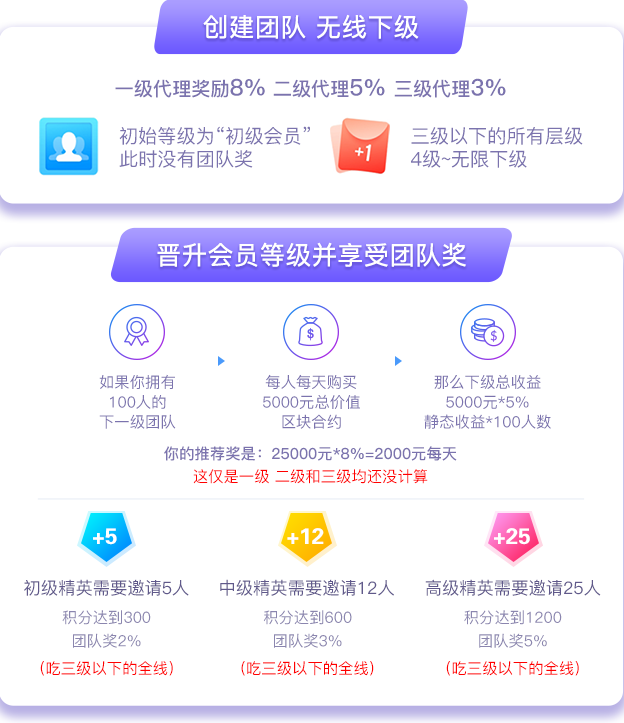 创建团队 无线下级
一级代理奖励8% 二级代理5% 三级代理3%
初始等级为“初级会员”
此时没有团队奖
+1
三级以下的所有层级
4级~无限下级
晋升会员等级并享受团队奖
$
$
如果你拥有
100人的
下一级团队
每人每天购买
5000元总价值
区块合约
那么下级总收益
5000元*5%
静态收益*100人数
你的推荐奖是：25000元*8%=2000元每天
这仅是一级 二级和三级均还没计算
+5
+12
+25
初级精英需要邀请5人
积分达到300
团队奖2%
（吃三级以下的全线）
中级精英需要邀请12人
积分达到600
团队奖3%
（吃三级以下的全线）
高级精英需要邀请25人
积分达到1200
团队奖5%
（吃三级以下的全线）